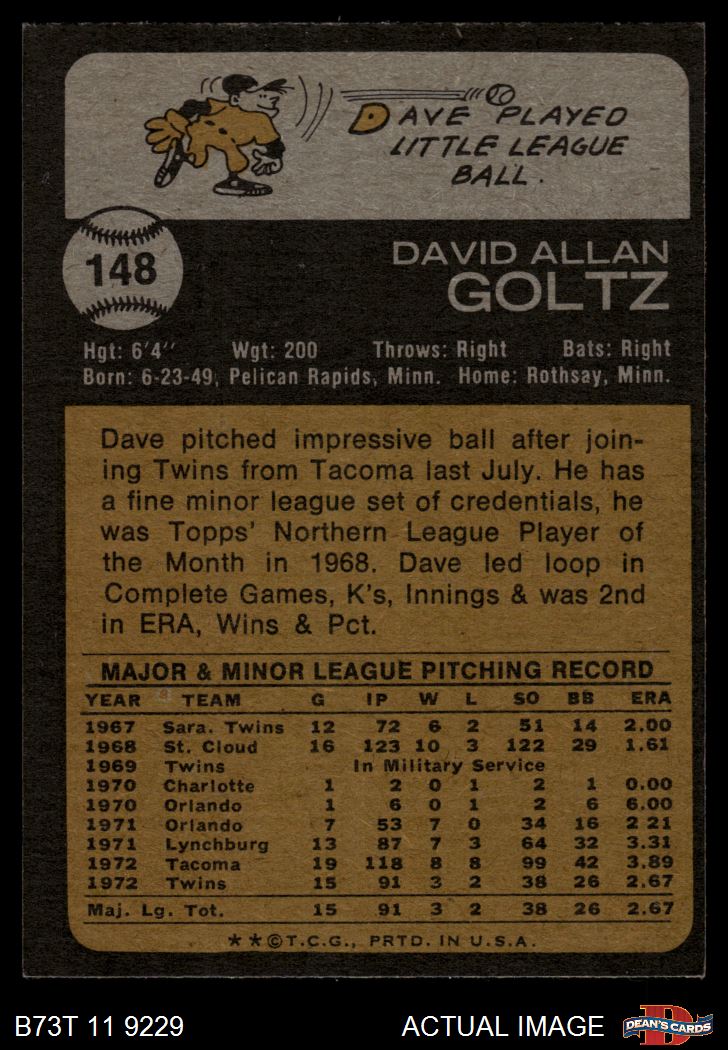 DAVE PLAYED
LITTLE LEAGUE
BALL.
148
DAVID ALLAN
GOLTZ
Hgt: 6'4" Wgt: 200 Throws: Right Bats: Right
Born: 6-23-49, Pelican Rapids, Minn. Home: Rothsay, Minn.
Dave pitched impressive ball after join-
ing Twins from Tacoma last July. He has
a fine minor league set of credentials, he
was Topps' Northern League Player of
the Month in 1968. Dave led loop in
Complete Games, K's, Innings & was 2nd
in ERA, Wins & Pct.
MAJOR & MINOR LEAGUE PITCHING RECORD
YEAR TEAM G IP W L SO BB ERA
1967 Sara. Twins 12 72 6 2 51 14 2.00
1968 St. Cloud 16 123 10 3 122 29 1.61
1969 Twins In Military Service
1970 Charlotte 1 2 0 1 2 1 0.00
1970 Orlando 1 6 0 1 2 6 6.00
1971 Orlando 7 53 7 0 34 16 2 21
1971 Lynchburg 13 87 7 3 64 32 3.31
1972 Tacoma 19 118 8 8 99 42 3.89
1972 Twins 15 91 3 2 38 26 2.67
Maj. Lg. Tot. 15 91 3 2 38 26 2.67
**©T.C.G., PRTD. IN U.S.A.
B73T 11 9229 ACTUAL IMAGE D DEAN'S CARDS